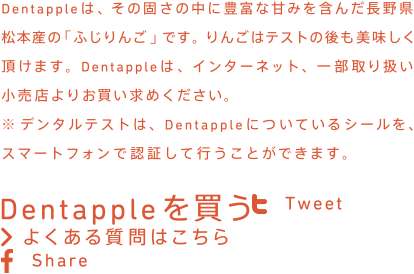 Dentappleは、その固さの中に豊富な甘みを含んだ長野県
松本産の「ふじりんご」です。りんごはテストの後も美味しく
頂けます。Dentappleは、インターネット、一部取り扱い
小売店よりお買い求めください。
※デンタルテストは、Dentappleについているシールを、
スマートフォンで認証して行うことができます。
Dentappleを買う Tweet
よくある質問はこちら
Share